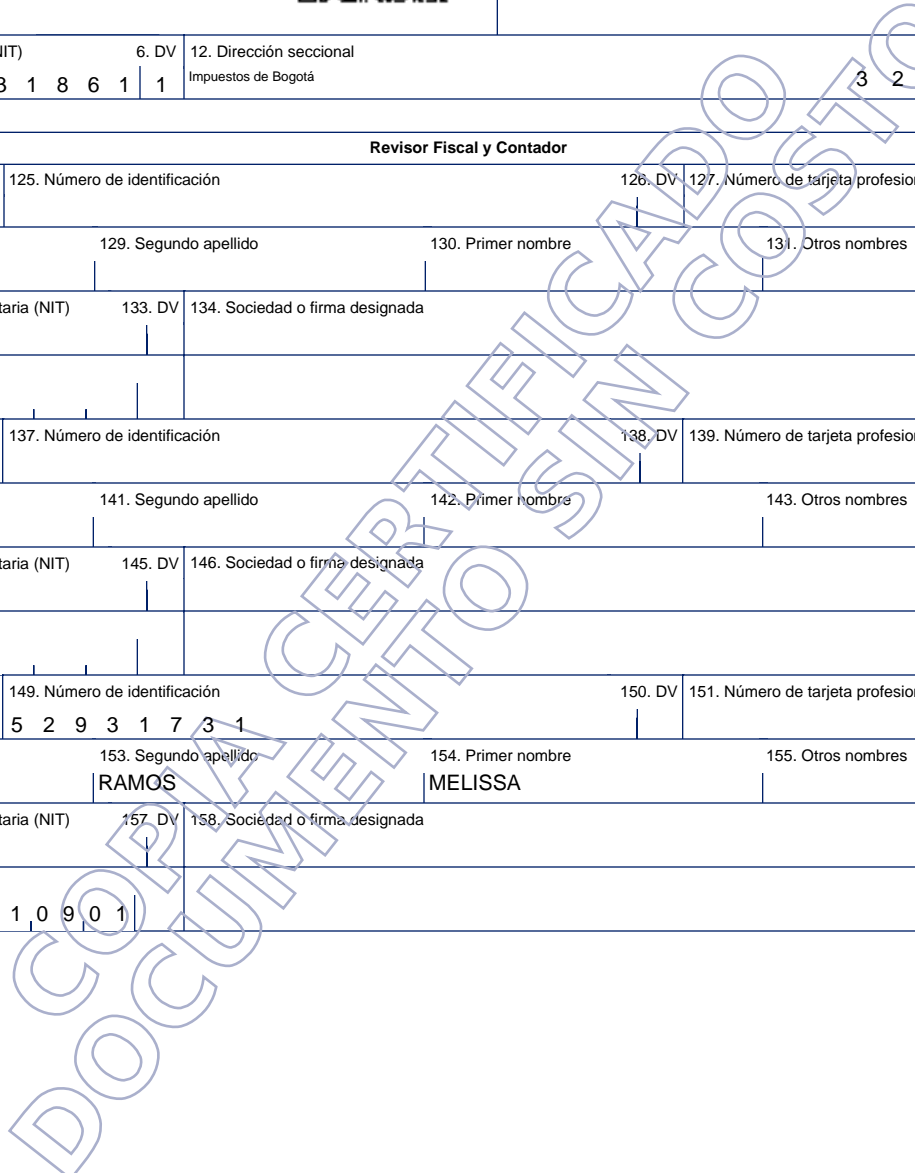 NIT) 6. DV 12. Dirección seccional
3 1 8 6 1 1 Impuestos de Bogotá 3 2
Revisor Fiscal y Contador
125. Número de identificación 126. DV 127. Número de tarjeta profesion
129. Segundo apellido 130. Primer nombre 131. Otros nombres
taria (NIT) 133. DV 134. Sociedad o firma designada
137. Número de identificación 138. DV 139. Número de tarjeta profesion
141. Segundo apellido 142. Primer nombre 143. Otros nombres
taria (NIT) 145. DV 146. Sociedad o firma designada
149. Número de identificación 150. DV 151. Número de tarjeta profesion
5 2 9 3 1 7 3 1
153. Segundo apellido 154. Primer nombre 155. Otros nombres
RAMOS MELISSA
taria (NIT) 157. DV 158. Sociedad o firma designada
1 0 9 0 1
COPIA CERTIFICADO
DOCUMENTO SIN COSTO